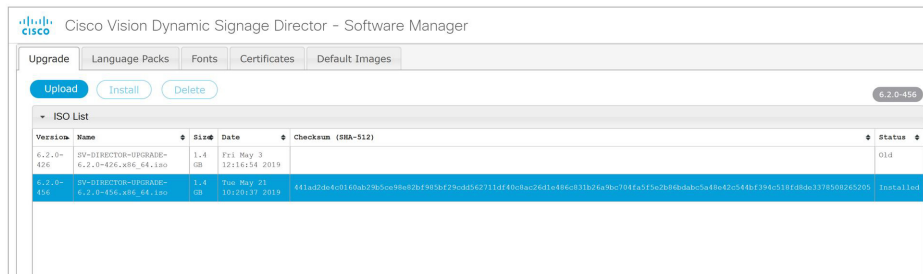 CISCO
Cisco Vision Dynamic Signage Director - Software Manager
Upgrade Language Packs Fonts Certificates Default Images
Upload Install Delete
6.2.0-456
ISO List
Version Name Size Date Checksum (SHA-512) Status
6.2.0- SV-DIRECTOR-UPGRADE- 1.4 Fri May 3 Old
426 6.2.0-426.x86_64.iso GB 12:16:54 2019
6.2.0- SV-DIRECTOR-UPGRADE- 1.4 Tue May 21
456 6.2.0-456.x86_64.iso GB 10:20:37 2019 Installed